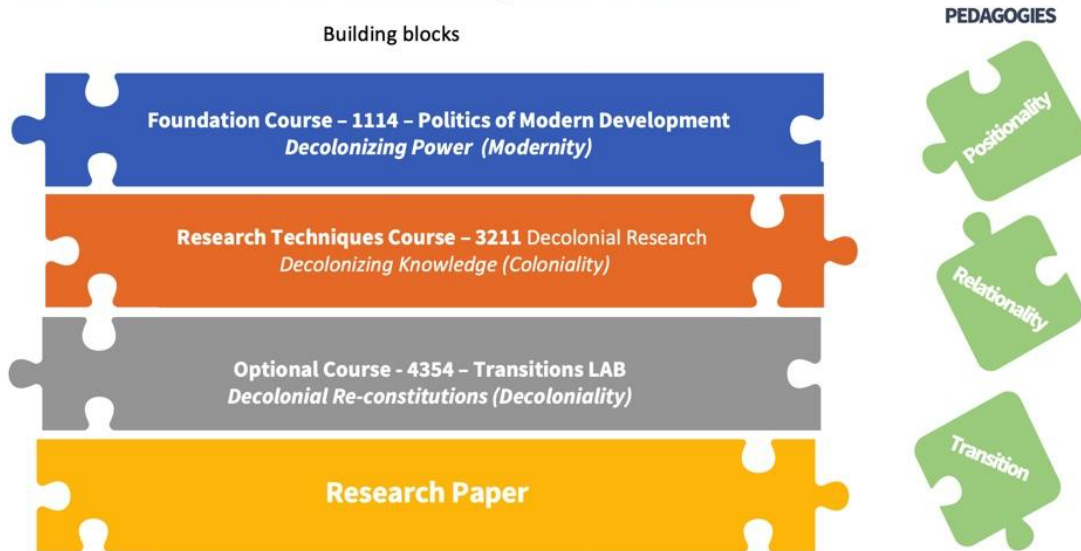 Building blocks
PEDAGOGIES
Foundation Course – 1114 – Politics of Modern Development
Decolonizing Power (Modernity)
Positionality
Research Techniques Course – 3211 Decolonial Research
Decolonizing Knowledge (Coloniality)
Relationality
Optional Course - 4354 – Transitions LAB
Decolonial Re-constitutions (Decoloniality)
Transition
Research Paper